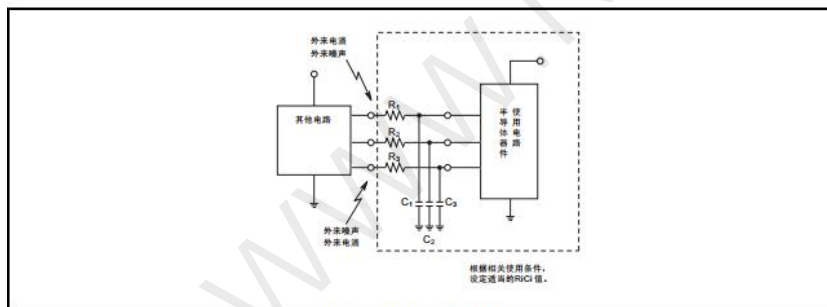 外来电涌
外来噪声
其他电路
R₁
R₂
R₃
C₁
C₂
C₃
半导体器件
使用电路
外来噪声
外来电涌
根据相关使用条件，
设定适当的RiCi 值。